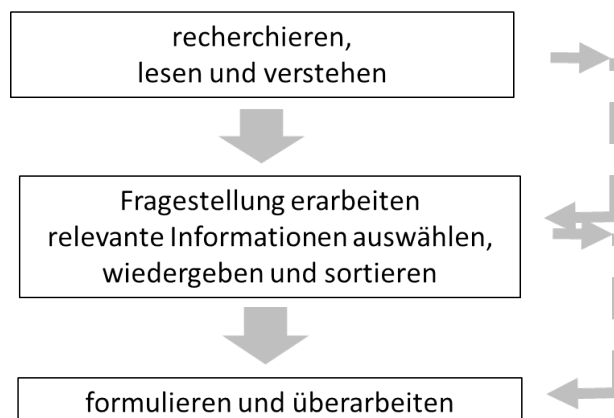 recherchieren,
lesen und verstehen
Fragestellung erarbeiten
relevante Informationen auswählen,
wiedergeben und sortieren
formulieren und überarbeiten